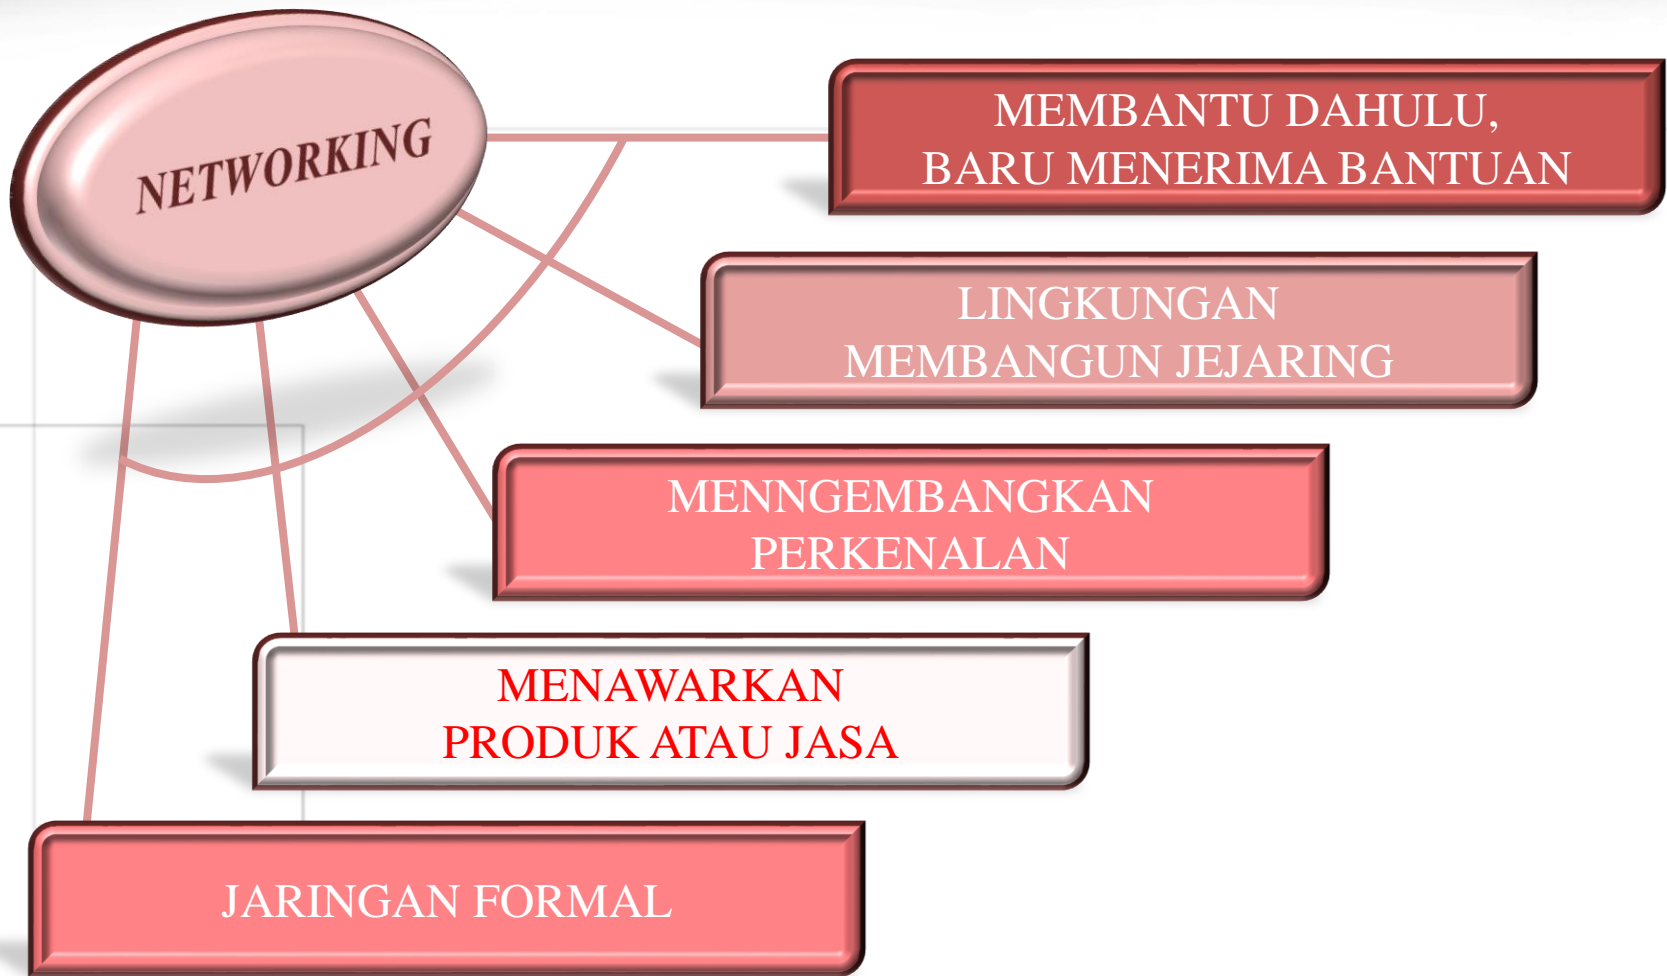 NETWORKING
MEMBANTU DAHULU,
BARU MENERIMA BANTUAN
LINGKUNGAN
MEMBANGUN JEJARING
MENNGEMBANGKAN
PERKENALAN
MENAWARKAN
PRODUK ATAU JASA
JARINGAN FORMAL